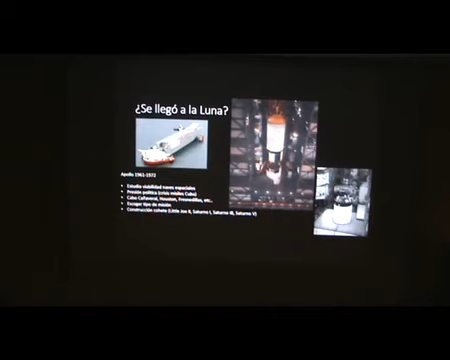 ¿Se llegó a la Luna?
Apolo 1961-1972
• Estudio viabilidad naves espaciales
• Presión política (crisis misiles Cuba)
• Cabo Cañaveral, Houston, Fresnedillas, etc..
• Escoger tipo de misión
• Construcción cohete (Little Joe II, Saturno I, Saturno IB, Saturno V)